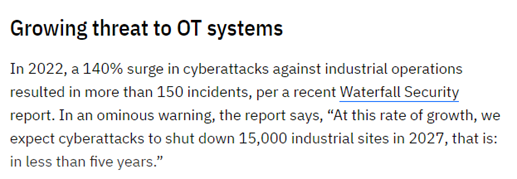 Growing threat to OT systems
In 2022, a 140% surge in cyberattacks against industrial operations
resulted in more than 150 incidents, per a recent Waterfall Security
report. In an ominous warning, the report says, “At this rate of growth, we
expect cyberattacks to shut down 15,000 industrial sites in 2027, that is:
in less than five years.”